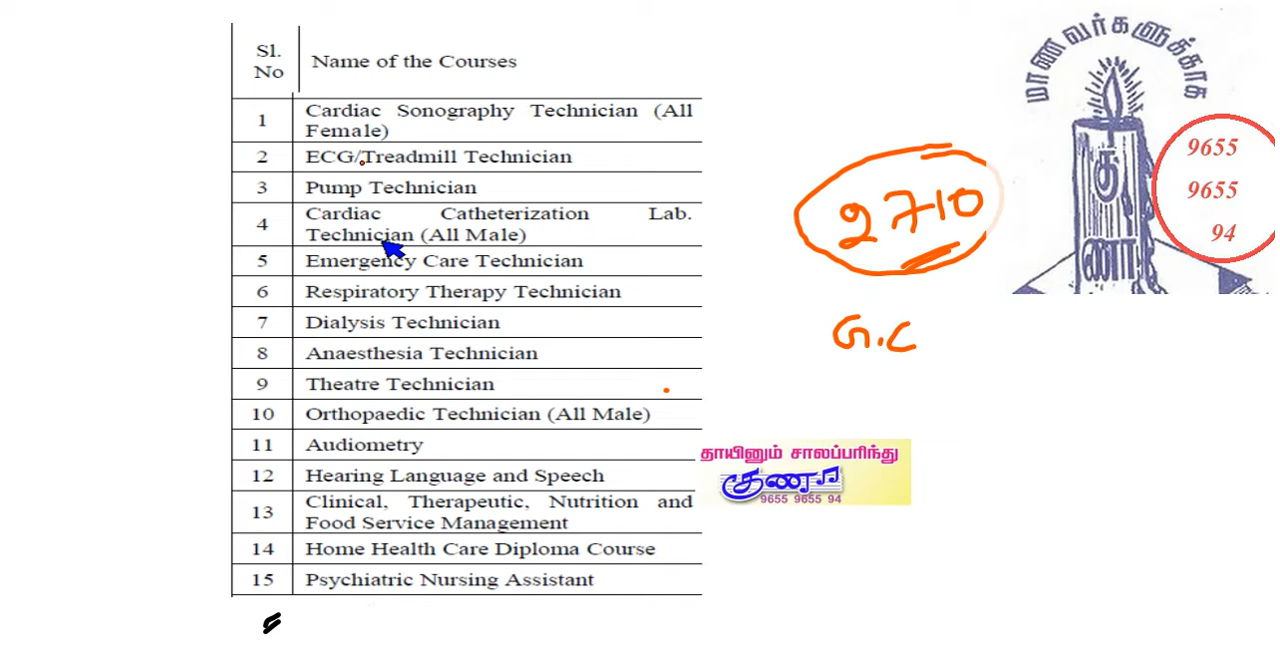 Sl.
No
Name of the Courses
1
Cardiac Sonography Technician (All
Female)
2
ECG/Treadmill Technician
3
Pump Technician
4
Cardiac Catheterization Lab.
Technician (All Male)
5
Emergency Care Technician
6
Respiratory Therapy Technician
7
Dialysis Technician
8
Anaesthesia Technician
9
Theatre Technician
10
Orthopaedic Technician (All Male)
11
Audiometry
12
Hearing Language and Speech
13
Clinical, Therapeutic, Nutrition and
Food Service Management
14
Home Health Care Diploma Course
15
Psychiatric Nursing Assistant
2710
G.C
மாணவர்களுக்காக
கு
ணா
9655
9655
94
தாயினும் சாலப்பரிந்து
குணா
9655 9655 94